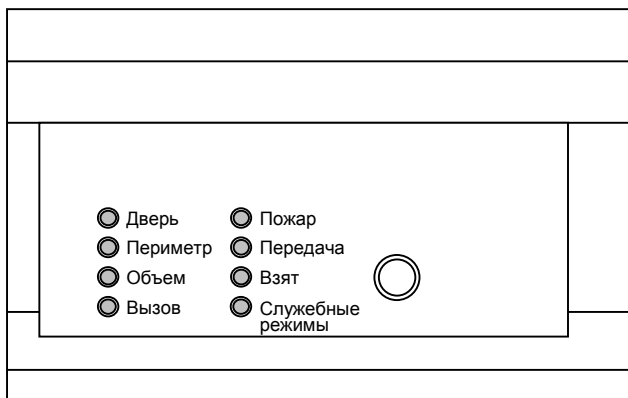 Дверь
Периметр
Объем
Вызов
Пожар
Передача
Взят
Служебные
режимы